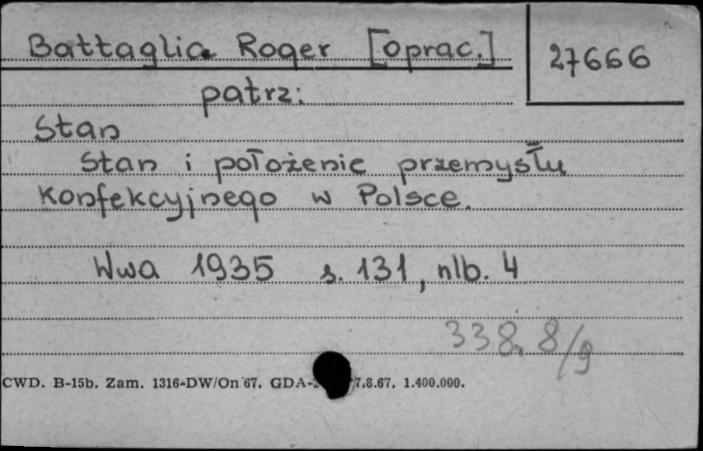 Battaglia Roger [oprac.]
27666
patrz:
Stan
Stan i położenie przemysłu
Konfekcyjnego w Polsce.
Wwa 1935 s. 131, nlb. 4
338.8/9
CWD. B-15b. Zam. 1316-DW/On 67. GDA- 7.8.67. 1.400.000.